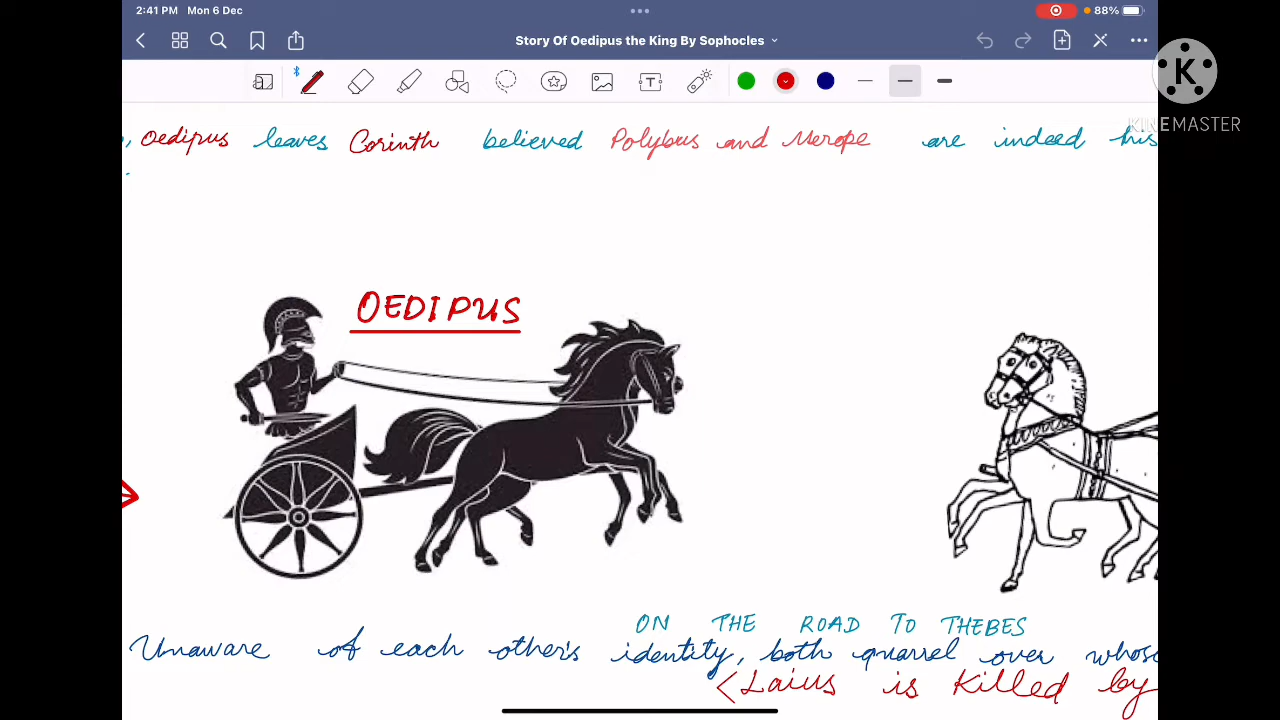 2:41 PM Mon 6 Dec
88%
Story Of Oedipus the King By Sophocles
K
KINEMASTER
, Oedipus leaves Corinth believed Polybus and Merope are indeed his
OEDIPUS
ON THE ROAD TO THEBES
Unaware of each other's identity, both quarrel over whose
<Laius is killed by